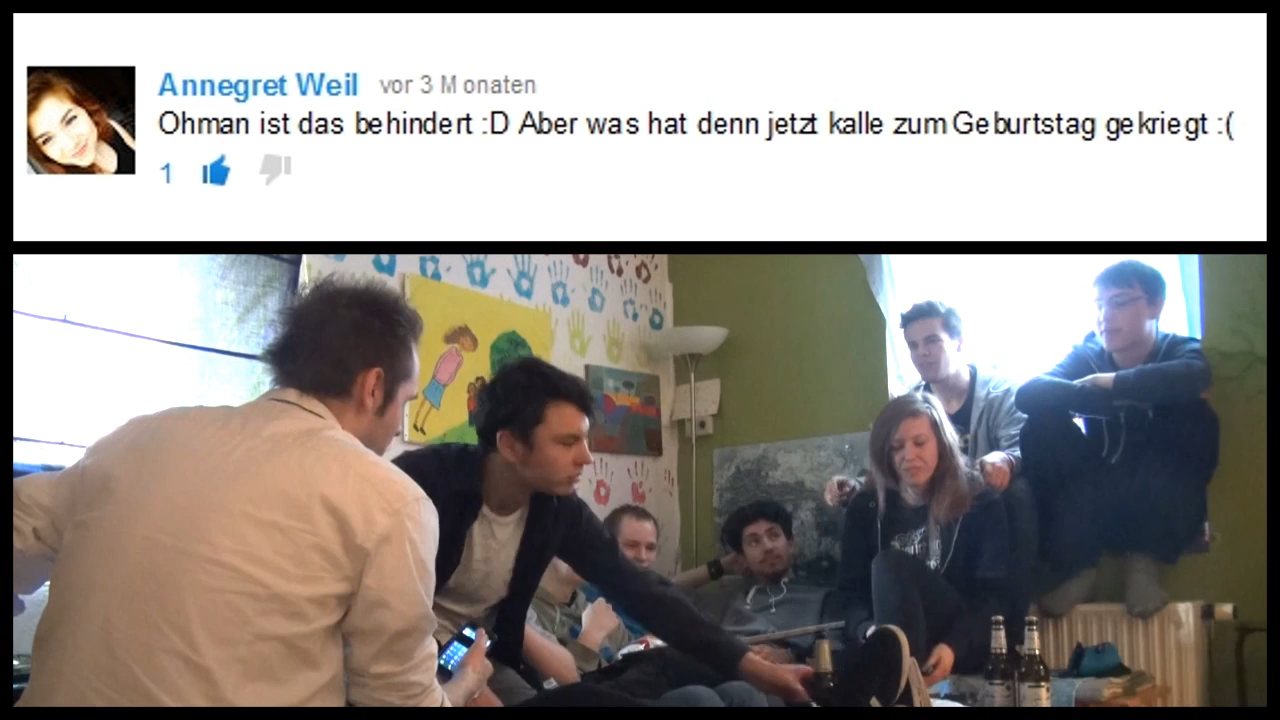 Annegret Weil vor 3 Monaten
Ohman ist das behindert :D Aber was hat denn jetzt kalle zum Geburtstag gekriegt :(
1